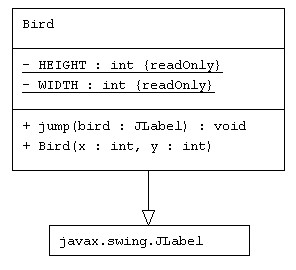 Bird
- HEIGHT : int {readOnly}
- WIDTH : int {readOnly}
+ jump(bird : JLabel) : void
+ Bird(x : int, y : int)
javax.swing.JLabel